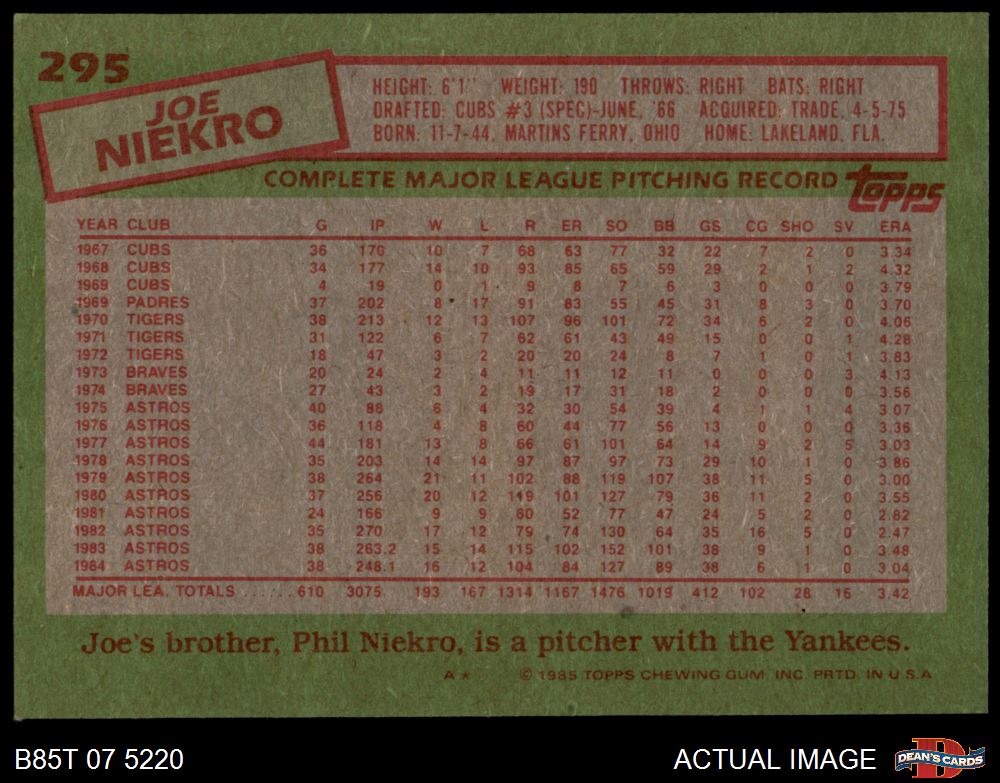 295
JOE
NIEKRO
HEIGHT: 6'1" WEIGHT: 190 THROWS: RIGHT BATS: RIGHT
DRAFTED: CUBS #3 (SPEC)-JUNE, '66 ACQUIRED: TRADE, 4-5-75
BORN: 11-7-44, MARTINS FERRY, OHIO HOME: LAKELAND, FLA.
COMPLETE MAJOR LEAGUE PITCHING RECORD topps
YEAR CLUB G IP W L R ER SO BB GS CG SHO SV ERA
1967 CUBS 36 170 10 7 68 63 77 32 22 7 2 0 3.34
1968 CUBS 34 177 14 10 93 85 65 59 29 2 1 2 4.32
1969 CUBS 4 19 0 1 9 8 7 6 3 0 0 0 3.79
1969 PADRES 37 202 8 17 91 83 55 45 31 8 3 0 3.70
1970 TIGERS 38 213 12 13 107 96 101 72 34 6 2 0 4.06
1971 TIGERS 31 122 6 7 62 61 43 49 15 0 0 1 4.28
1972 TIGERS 18 47 3 2 20 20 24 8 7 1 0 1 3.83
1973 BRAVES 20 24 2 4 11 11 12 11 0 0 0 3 4.13
1974 BRAVES 27 43 3 2 19 17 31 18 2 0 0 0 3.56
1975 ASTROS 40 88 6 4 32 30 54 39 4 1 1 4 3.07
1976 ASTROS 36 118 4 8 60 44 77 56 13 0 0 0 3.36
1977 ASTROS 44 181 13 8 66 61 101 64 14 9 2 5 3.03
1978 ASTROS 35 203 14 14 97 87 97 73 29 10 1 0 3.86
1979 ASTROS 38 264 21 11 102 88 119 107 38 11 5 0 3.00
1980 ASTROS 37 256 20 12 119 101 127 79 36 11 2 0 3.55
1981 ASTROS 24 166 9 9 60 52 77 47 24 5 2 0 2.82
1982 ASTROS 35 270 17 12 79 74 130 64 35 16 5 0 2.47
1983 ASTROS 38 263.2 15 14 115 102 152 101 38 9 1 0 3.48
1984 ASTROS 38 248.1 16 12 104 84 127 89 38 6 1 0 3.04
MAJOR LEA. TOTALS ...... 610 3075 193 167 1314 1167 1476 1019 412 102 28 16 3.42
Joe's brother, Phil Niekro, is a pitcher with the Yankees.
A★ © 1985 TOPPS CHEWING GUM, INC. PRTD. IN U.S.A.
B85T 07 5220 ACTUAL IMAGE DEAN'S CARDS